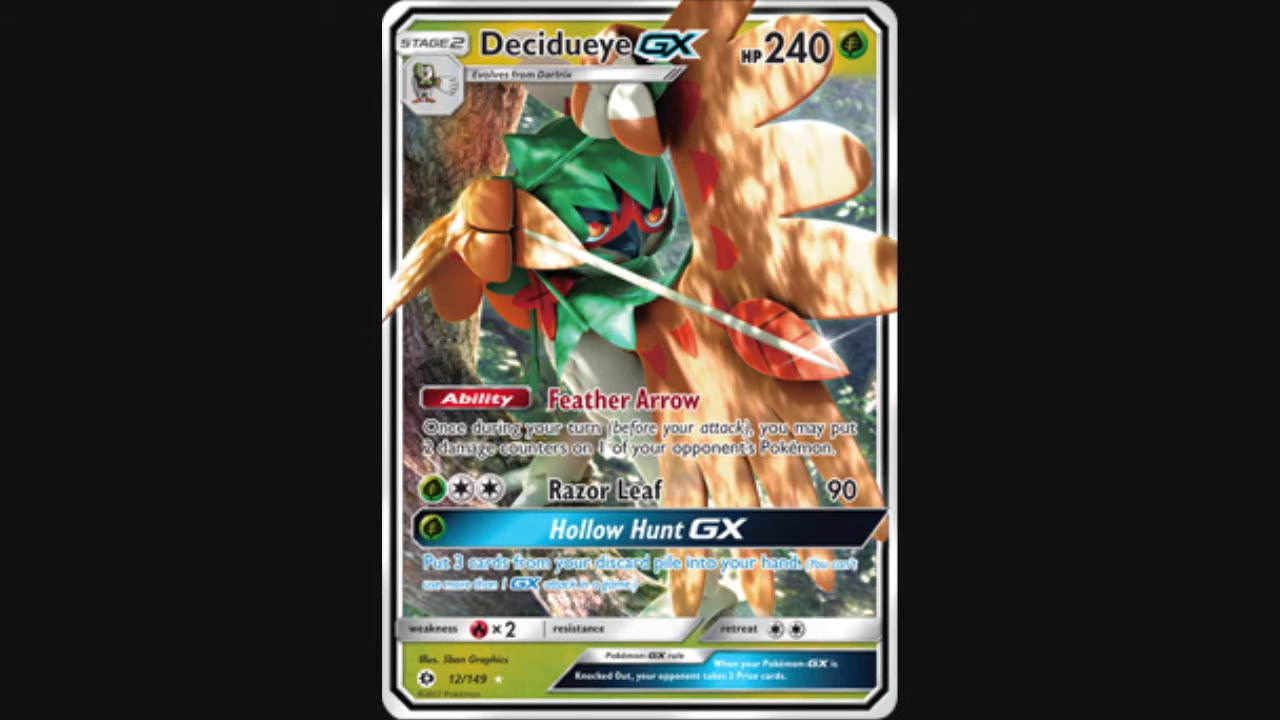 STAGE 2 Decidueye GX HP 240
Evolves from Dartrix
Ability Feather Arrow
Once during your turn (before your attack), you may put
2 damage counters on 1 of your opponent's Pokémon.
Razor Leaf 90
Hollow Hunt GX
Put 3 cards from your discard pile into your hand. (You can't
use more than 1 GX attack in a game.)
weakness ×2 resistance retreat
Illus. 5ban Graphics
Pokémon-GX rule
When your Pokémon-GX is
Knocked Out, your opponent takes 2 Prize cards.
12/149
©2017 Pokémon